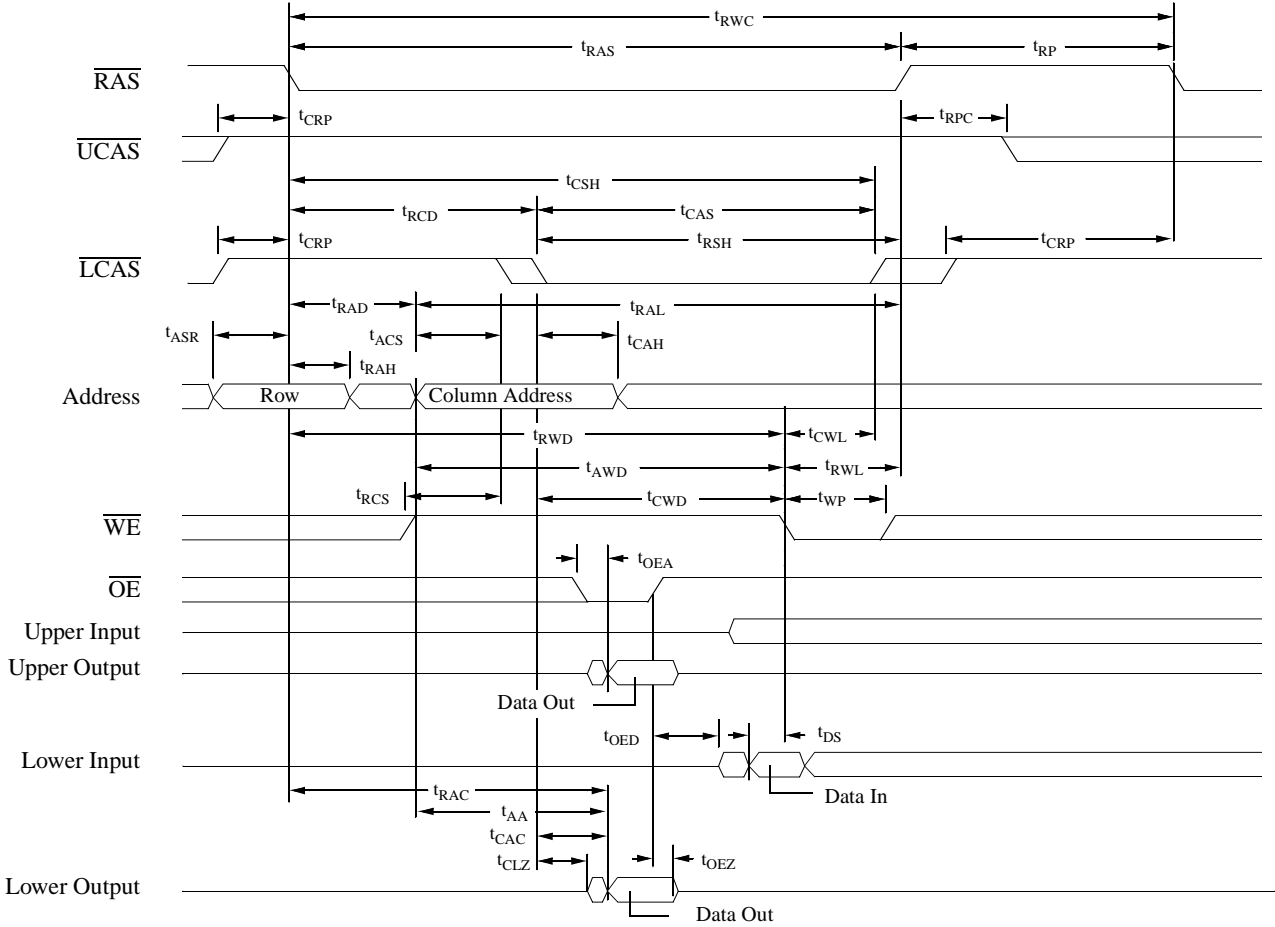 tRWC
tRAS
tRP
RAS
tCRP
tRPC
UCAS
tCSH
tRCD
tCAS
tCRP
tRSH
tCRP
LCAS
tRAD
tRAL
tASR
tACS
tCAH
tRAH
Address
Row
Column Address
tRWD
tCWL
tAWD
tRWL
tRCS
tCWD
tWP
WE
tOEA
OE
Upper Input
Upper Output
Data Out
tOED
tDS
Lower Input
tRAC
Data In
tAA
tCAC
tCLZ
tOEZ
Lower Output
Data Out